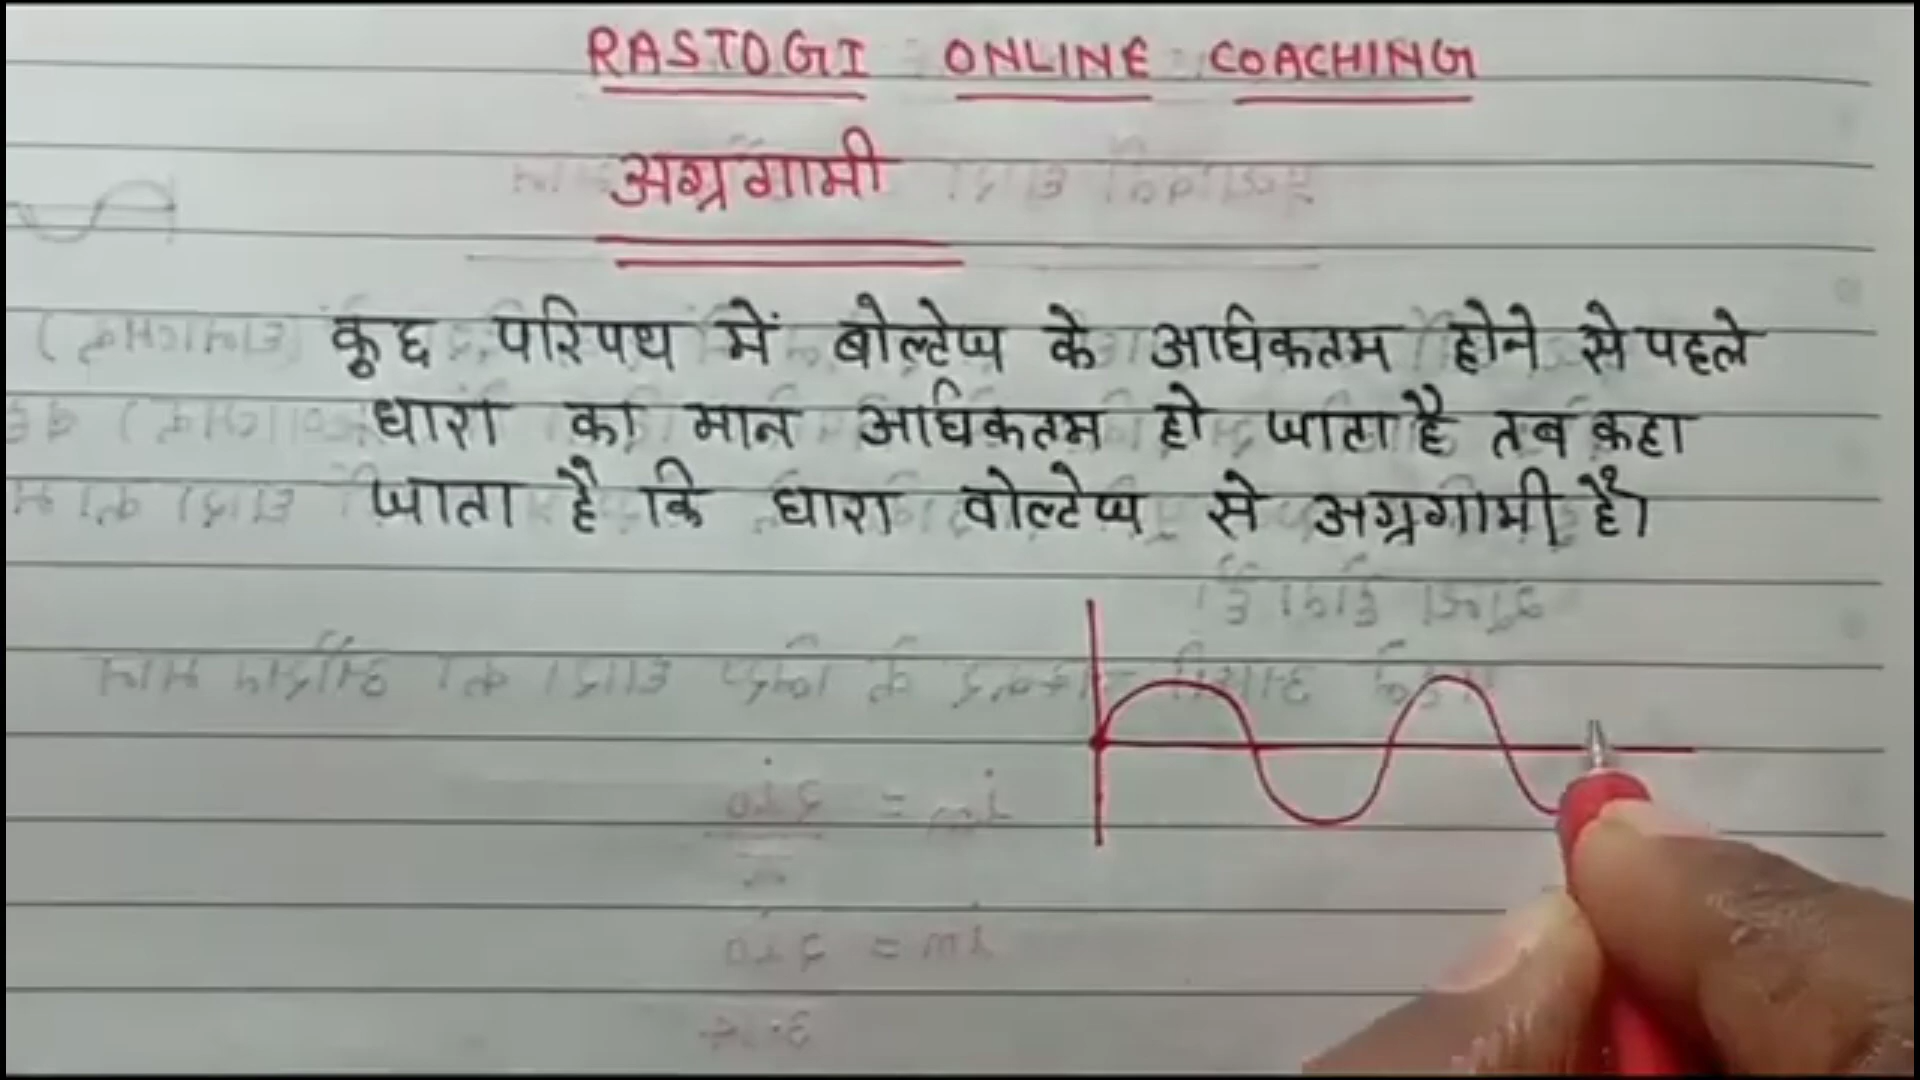 RASTOGI ONLINE COACHING
अग्रगामी
कुछ परिपथ में बोल्टेज के अधिकतम होने से पहले
धारा का मान अधिकतम हो जाता है तब कहा
जाता है कि धारा वोल्टेज से अग्रगामी है।